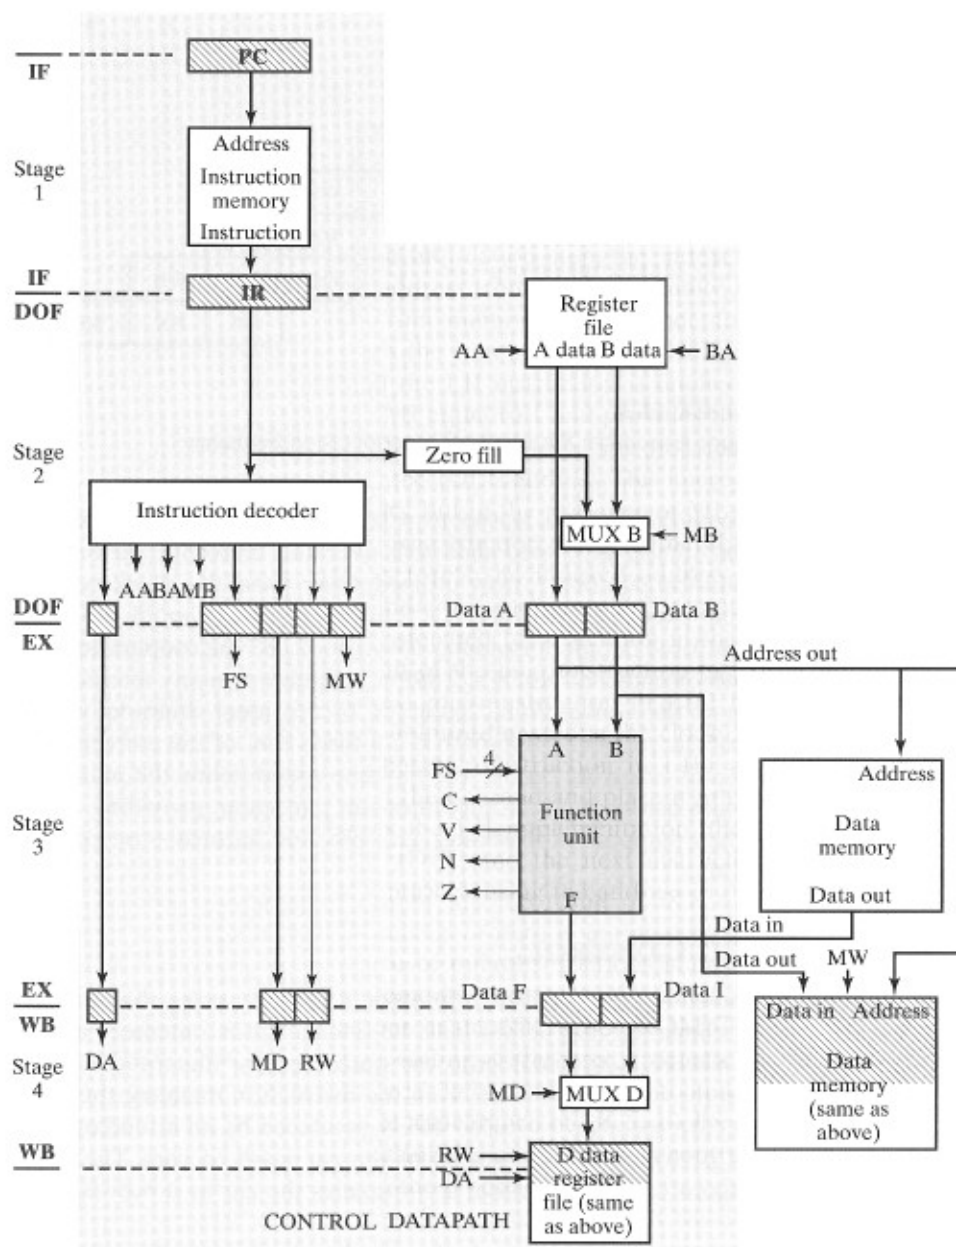 PC
IF
Address
Instruction
memory
Instruction
Stage
1
IF
DOF
IR
Register
file
A data B data
AA
BA
Stage
2
Zero fill
Instruction decoder
MUX B
MB
AA BA MB
DOF
EX
Data A
Data B
FS
MW
Address out
A
B
FS
4
C
V
N
Z
Function
unit
F
Stage
3
Address
Data
memory
Data out
Data in
Data out
MW
EX
WB
Data F
Data I
Data in
Address
DA
MD
RW
Stage
4
MD
MUX D
Data
memory
(same as
above)
WB
RW
DA
D data
register
file (same
as above)
CONTROL DATAPATH